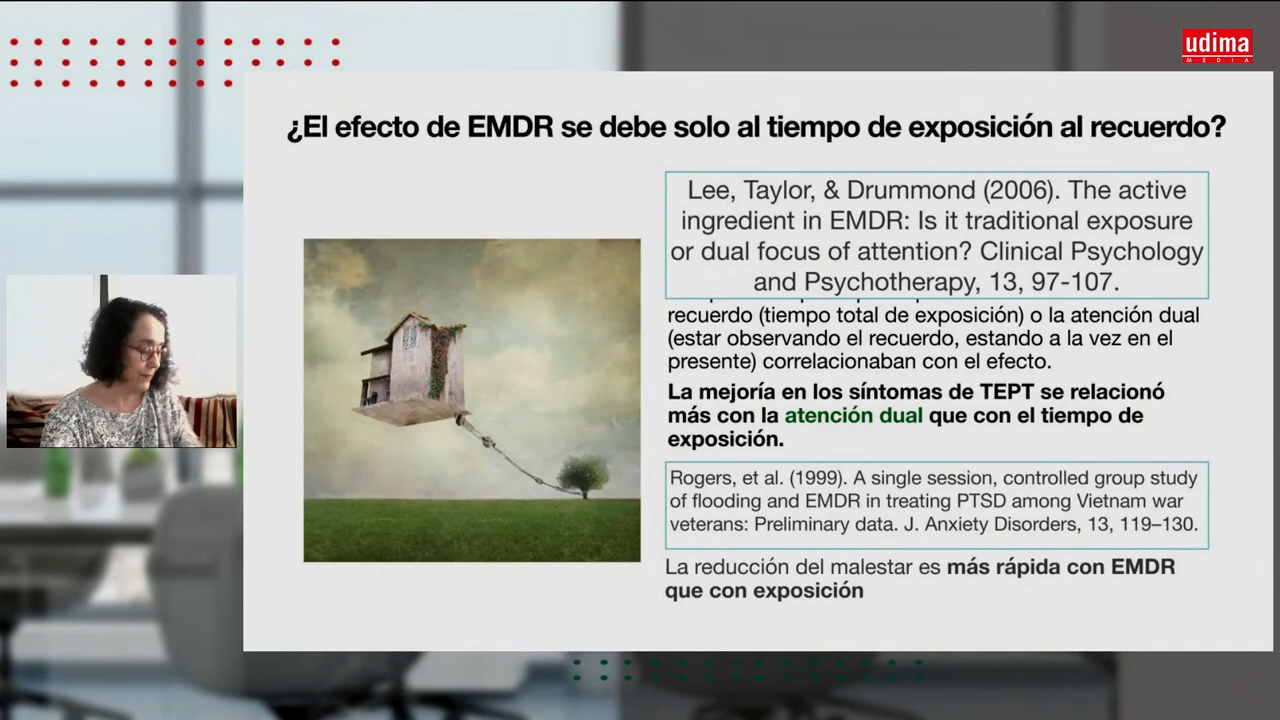 udima
MEDIA
¿El efecto de EMDR se debe solo al tiempo de exposición al recuerdo?
Lee, Taylor, & Drummond (2006). The active
ingredient in EMDR: Is it traditional exposure
or dual focus of attention? Clinical Psychology
and Psychotherapy, 13, 97-107.
recuerdo (tiempo total de exposición) o la atención dual
(estar observando el recuerdo, estando a la vez en el
presente) correlacionaban con el efecto.
La mejoría en los síntomas de TEPT se relacionó
más con la atención dual que con el tiempo de
exposición.
Rogers, et al. (1999). A single session, controlled group study
of flooding and EMDR in treating PTSD among Vietnam war
veterans: Preliminary data. J. Anxiety Disorders, 13, 119–130.
La reducción del malestar es más rápida con EMDR
que con exposición